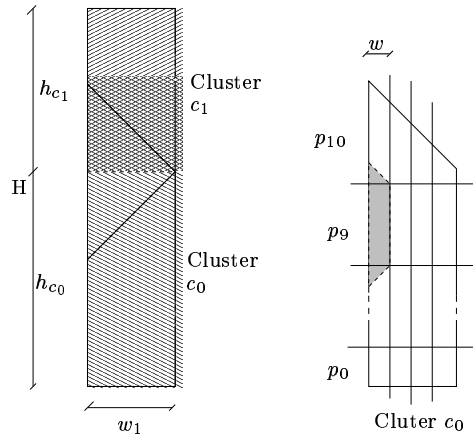 h_{c_1}
H
h_{c_0}
Cluster
c_1
Cluster
c_0
w_1
w
p_{10}
p_9
p_0
Cluter c_0